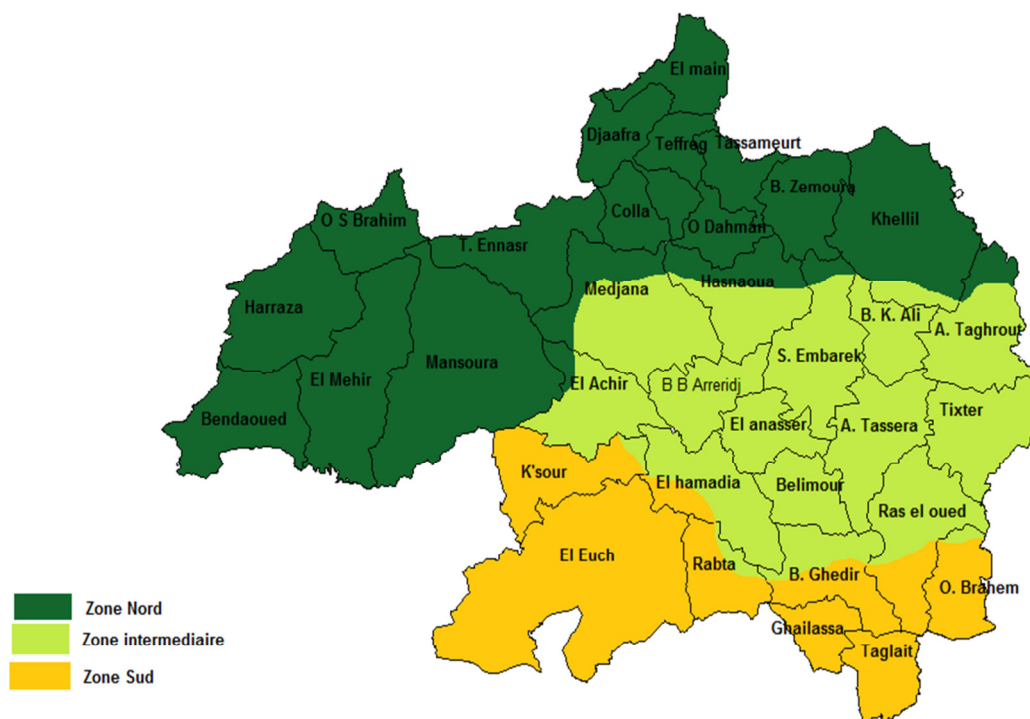 El main
Djaafra
Teffreg
Tassameurt
B. Zemoura
O S Brahim
Colla
O Dahman
Khellil
T. Ennasr
Medjana
Hasnaoua
Harraza
B. K. Ali
A. Taghrout
Mansoura
S. Embarek
El Mehir
El Achir
B B Arreridj
Bendaoued
El anasser
A. Tassera
Tixter
K'sour
El hamadia
Belimour
Ras el oued
El Euch
Rabta
B. Ghedir
O. Brahem
Ghailassa
Taglait
Zone Nord
Zone intermediaire
Zone Sud